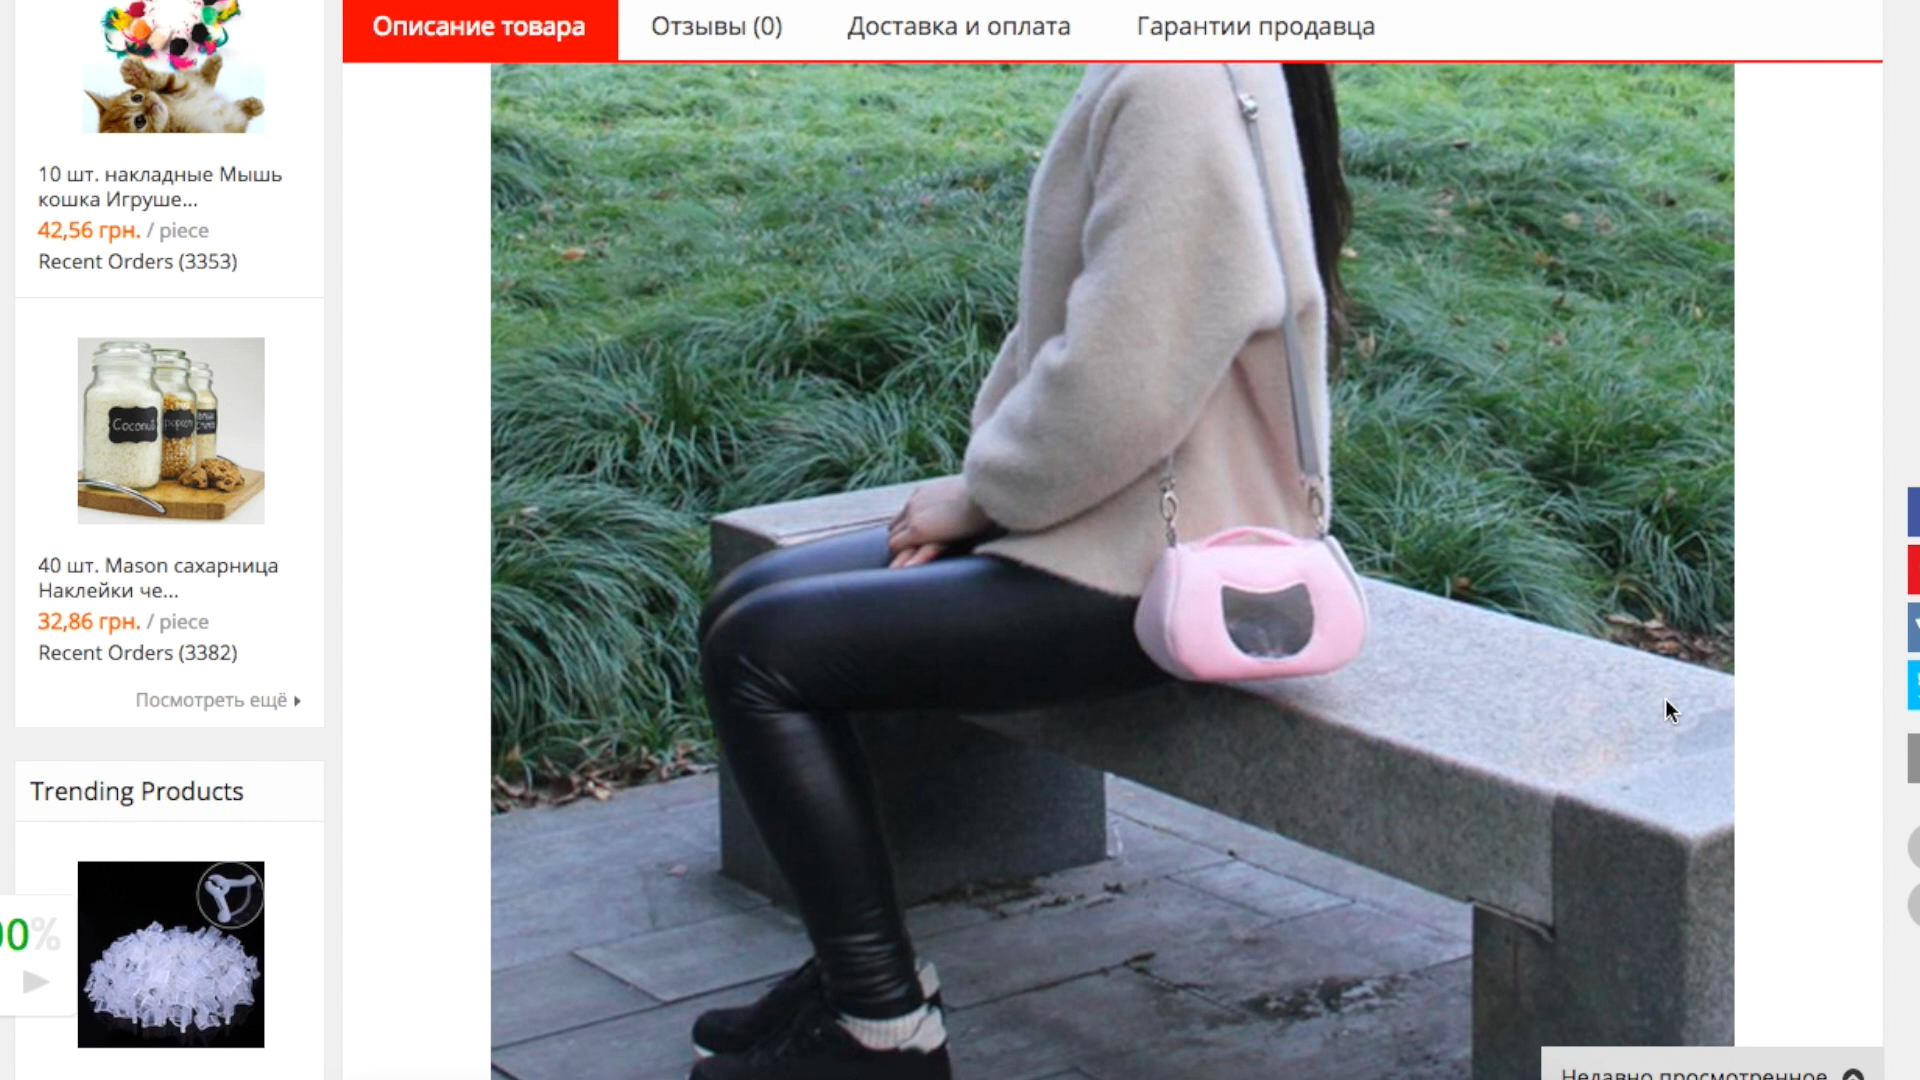 Описание товара
Отзывы (0)
Доставка и оплата
Гарантии продавца
10 шт. накладные Мышь
кошка Игруше...
42,56 грн. / piece
Recent Orders (3353)
Coconut
popcorn
40 шт. Mason сахарница
Наклейки че...
32,86 грн. / piece
Recent Orders (3382)
Посмотреть ещё
Trending Products
00%
Недавно просмотренное